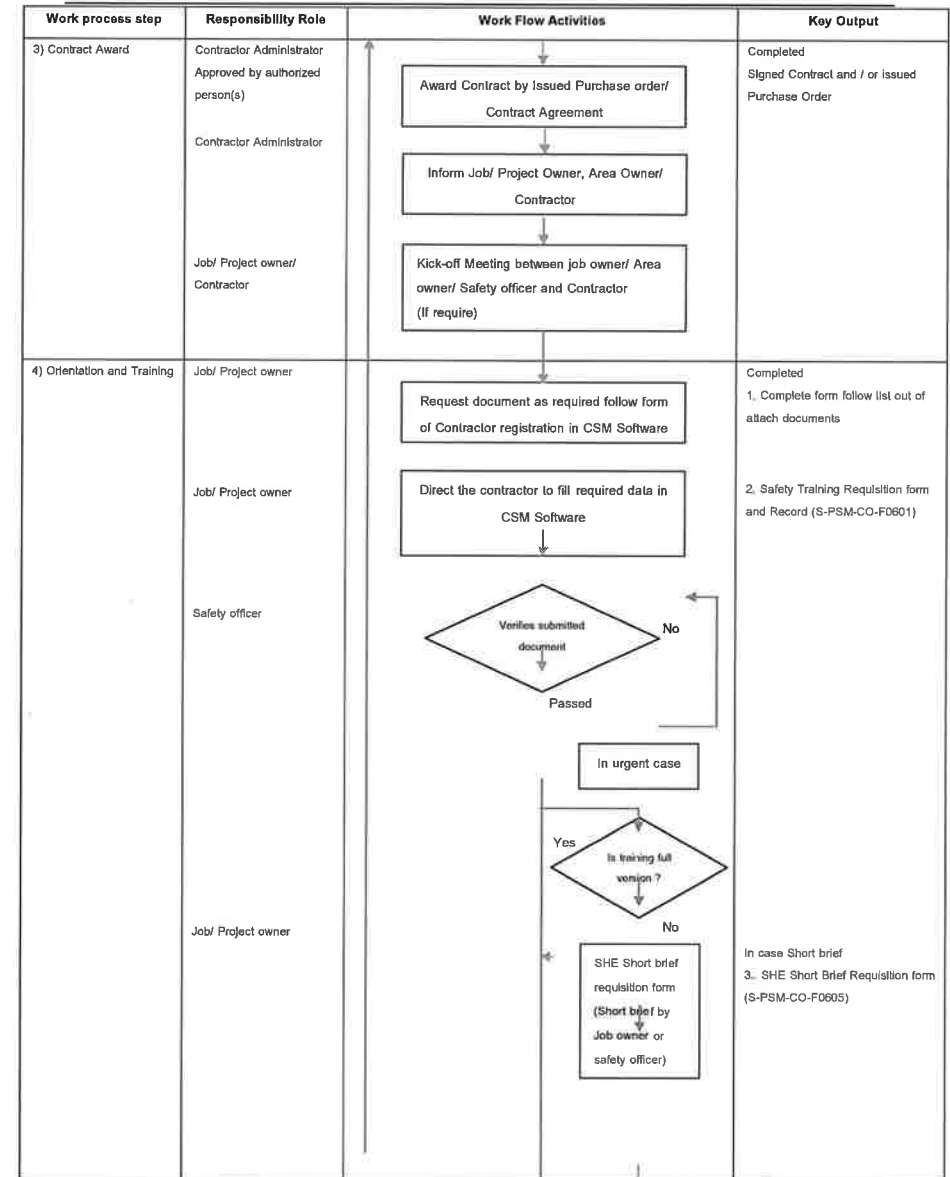 Work process step
Responsibility Role
Work Flow Activities
Key Output
3) Contract Award
Contractor Administrator
Approved by authorized
person(s)
Award Contract by Issued Purchase order/
Contract Agreement
Completed
Signed Contract and / or issued
Purchase Order
Contractor Administrator
Inform Job/ Project Owner, Area Owner/
Contractor
Job/ Project owner/
Contractor
Kick-off Meeting between job owner/ Area
owner/ Safety officer and Contractor
(If require)
4) Orientation and Training
Job/ Project owner
Request document as required follow form
of Contractor registration in CSM Software
Completed
1. Complete form follow list out of
attach documents
Job/ Project owner
Direct the contractor to fill required data in
CSM Software
2. Safety Training Requisition form
and Record (S-PSM-CO-F0601)
Safety officer
Verifies submitted
document
No
Passed
In urgent case
Yes
Is training full
version ?
No
Job/ Project owner
SHE Short brief
requisition form
(Short brief by
Job owner or
safety officer)
In case Short brief
3. SHE Short Brief Requisition form
(S-PSM-CO-F0605)